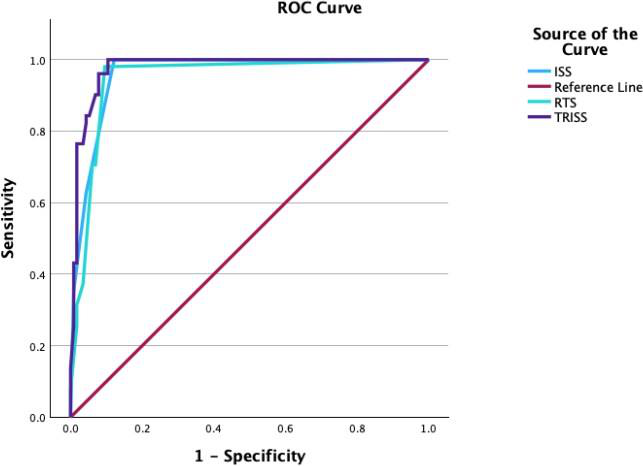 ROC Curve
Source of the
Curve
ISS
Reference Line
RTS
TRISS
Sensitivity
1.0
0.8
0.6
0.4
0.2
0.0
0.0 0.2 0.4 0.6 0.8 1.0
1 – Specificity